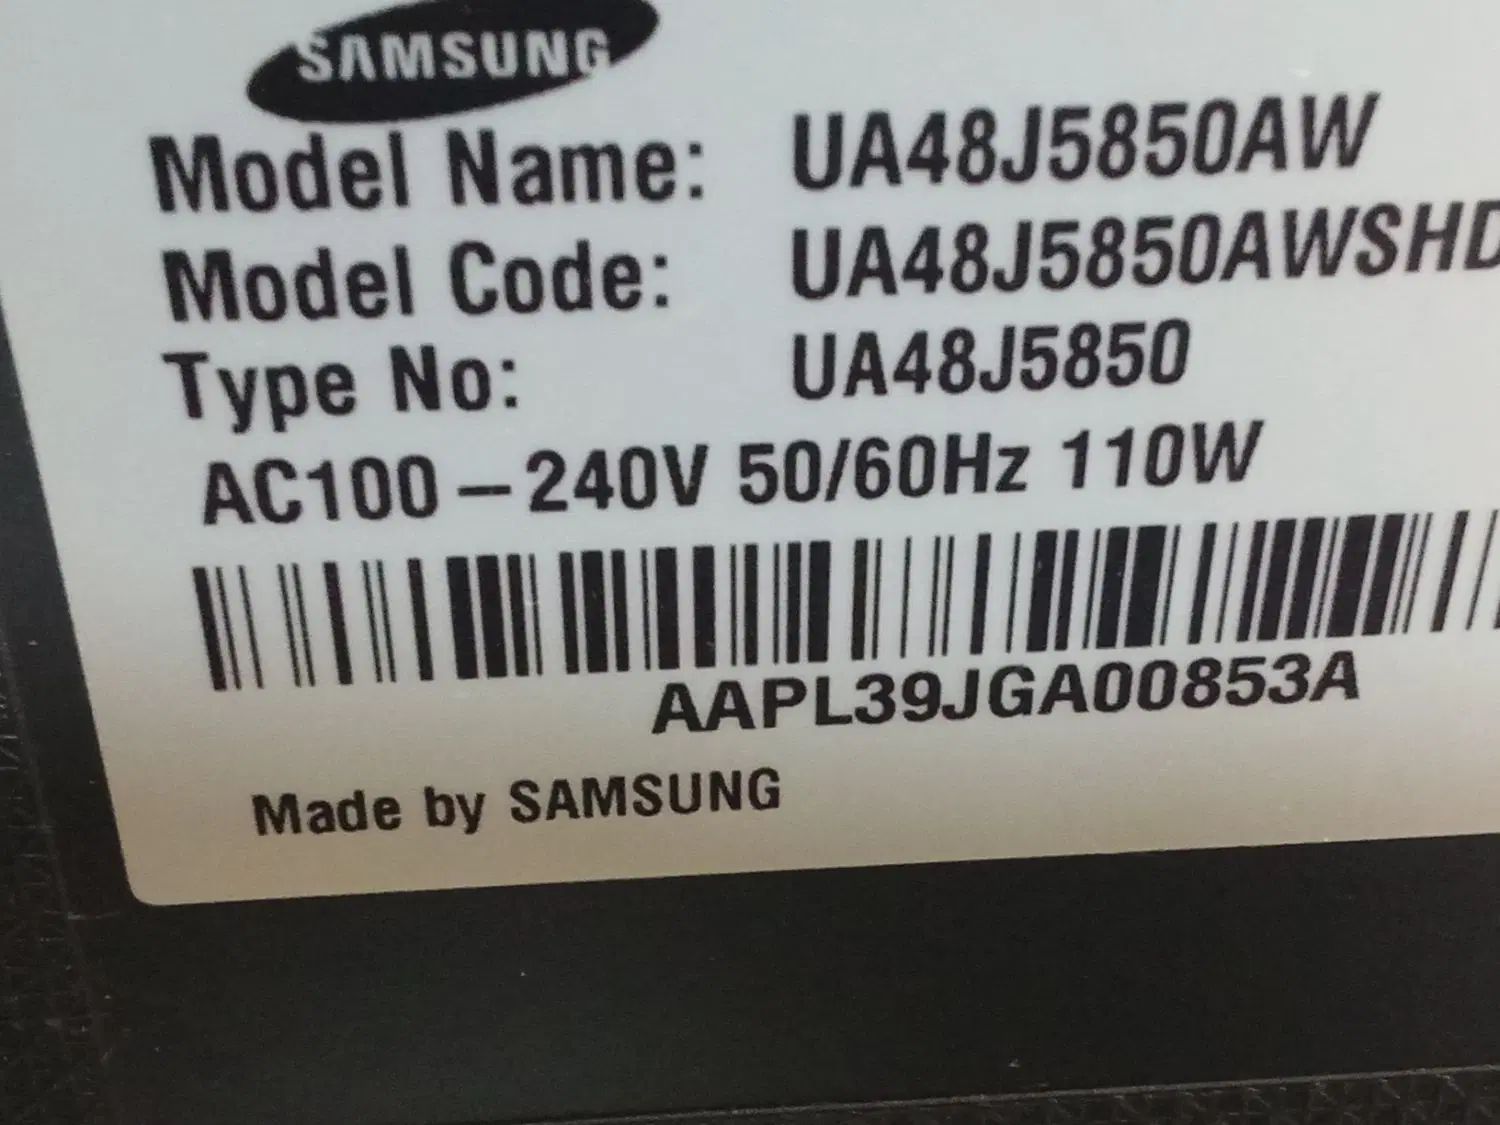 SAMSUNG
Model Name: UA48J5850AW
Model Code: UA48J5850AWSHD
Type No: UA48J5850
AC100-240V 50/60Hz 110W
AAPL39JGA00853A
Made by SAMSUNG